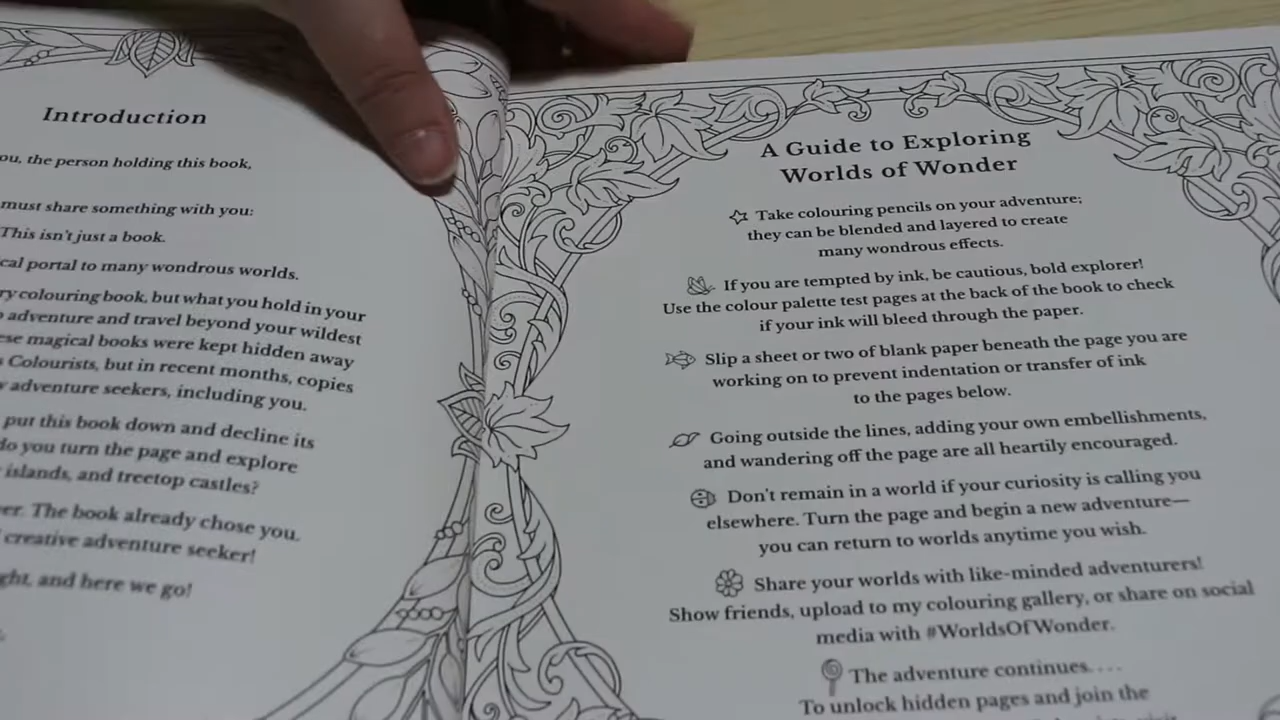 Introduction
ou, the person holding this book,
must share something with you:
This isn't just a book.
cal portal to many wondrous worlds.
ry colouring book, but what you hold in your
adventure and travel beyond your wildest
ese magical books were kept hidden away
s Colourists, but in recent months, copies
y adventure seekers, including you.
put this book down and decline its
do you turn the page and explore
islands, and treetop castles?
er. The book already chose you.
creative adventure seeker!
ght, and here we go!
A Guide to Exploring
Worlds of Wonder
Take colouring pencils on your adventure;
they can be blended and layered to create
many wondrous effects.
If you are tempted by ink, be cautious, bold explorer!
Use the colour palette test pages at the back of the book to check
if your ink will bleed through the paper.
Slip a sheet or two of blank paper beneath the page you are
working on to prevent indentation or transfer of ink
to the pages below.
Going outside the lines, adding your own embellishments,
and wandering off the page are all heartily encouraged.
Don't remain in a world if your curiosity is calling you
elsewhere. Turn the page and begin a new adventure—
you can return to worlds anytime you wish.
Share your worlds with like-minded adventurers!
Show friends, upload to my colouring gallery, or share on social
media with #WorldsOfWonder.
The adventure continues. . . .
To unlock hidden pages and join the